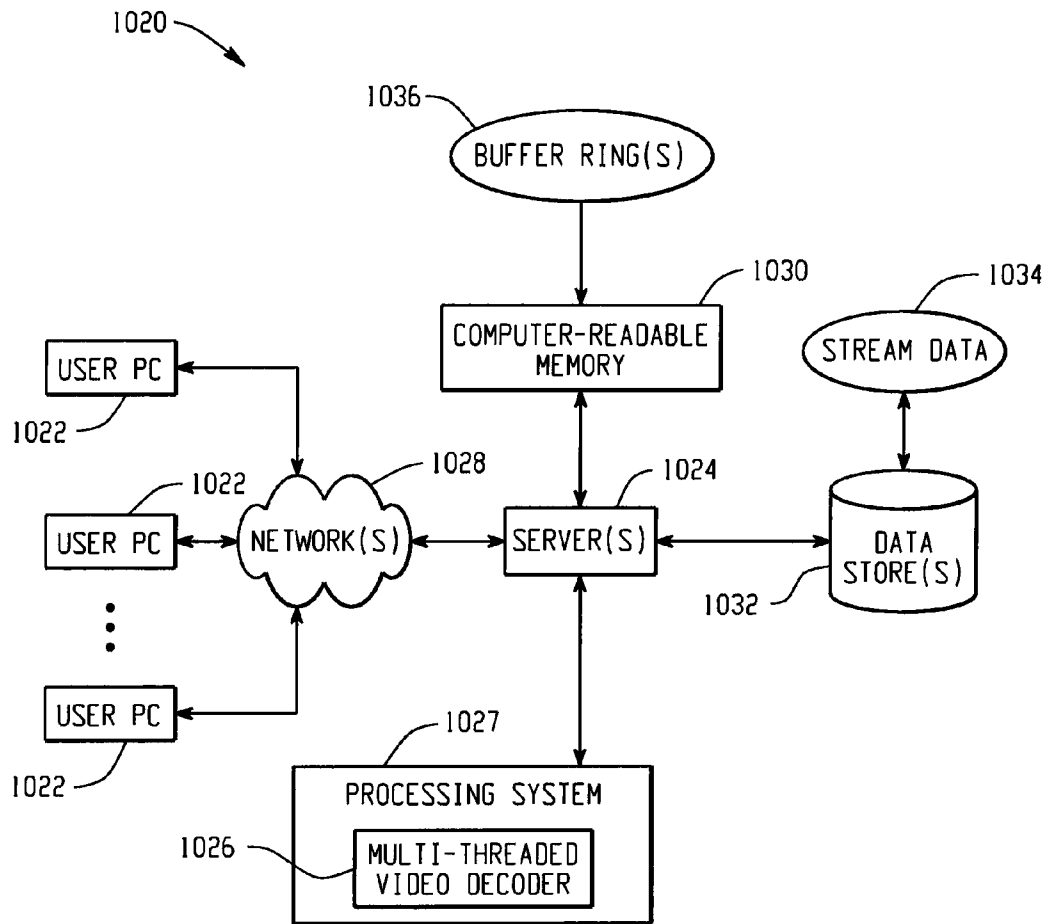 1020
1036
BUFFER RING(S)
1030
COMPUTER-READABLE
MEMORY
1034
STREAM DATA
USER PC
1022
1028
NETWORK(S)
1022
USER PC
1024
SERVER(S)
DATA
STORE(S)
1032
USER PC
1022
1027
PROCESSING SYSTEM
1026
MULTI-THREADED
VIDEO DECODER